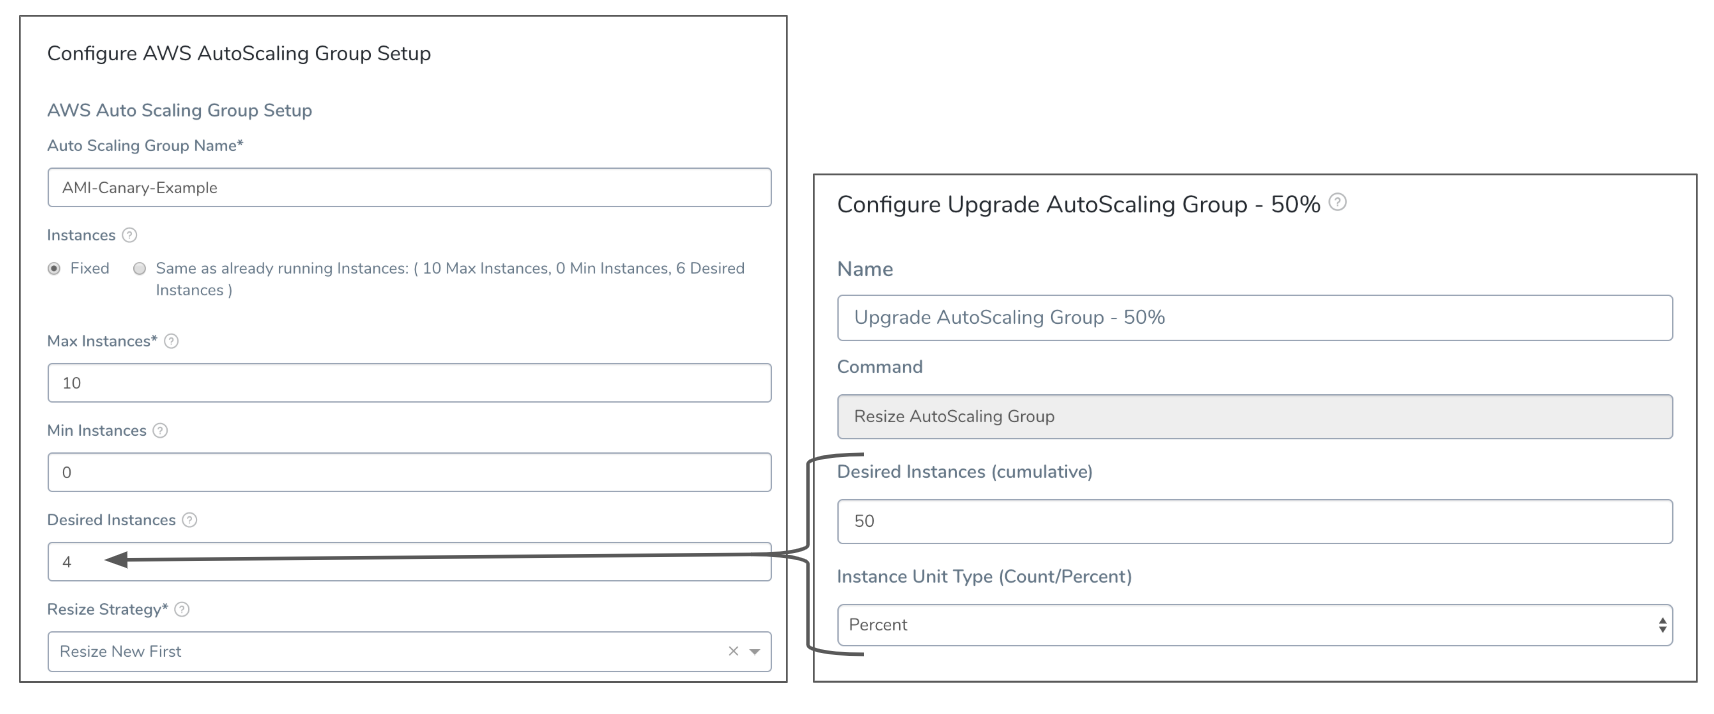 Configure AWS AutoScaling Group Setup
AWS Auto Scaling Group Setup
Auto Scaling Group Name*
AMI-Canary-Example
Instances ?
Fixed Same as already running Instances: ( 10 Max Instances, 0 Min Instances, 6 Desired
Instances )
Max Instances* ?
10
Min Instances ?
0
Desired Instances ?
4
Resize Strategy* ?
Resize New First
Configure Upgrade AutoScaling Group - 50% ?
Name
Upgrade AutoScaling Group - 50%
Command
Resize AutoScaling Group
Desired Instances (cumulative)
50
Instance Unit Type (Count/Percent)
Percent